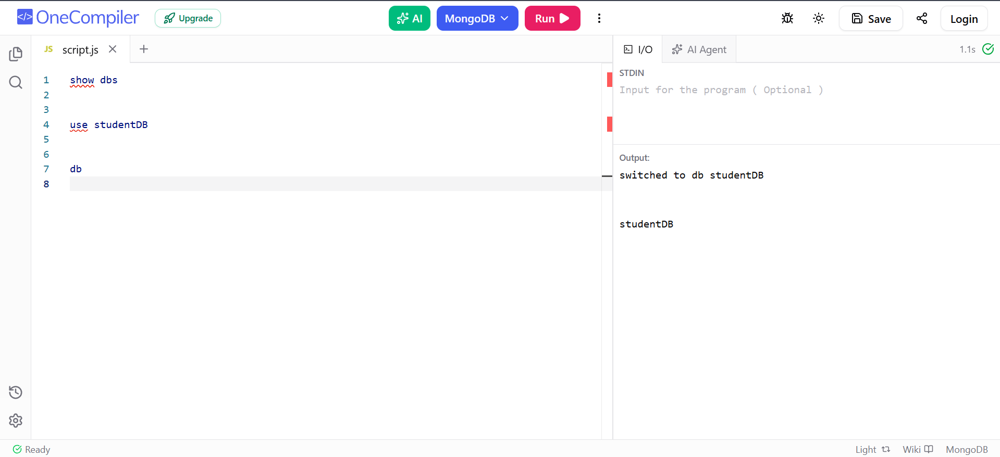 </> OneCompiler
Upgrade
AI
MongoDB
Run
Save
Login
JS script.js
I/O
AI Agent
1.1s
1 show dbs
2
3
4 use studentDB
5
6
7 db
8
STDIN
Input for the program ( Optional )
Output:
switched to db studentDB
studentDB
Ready
Light
Wiki
MongoDB